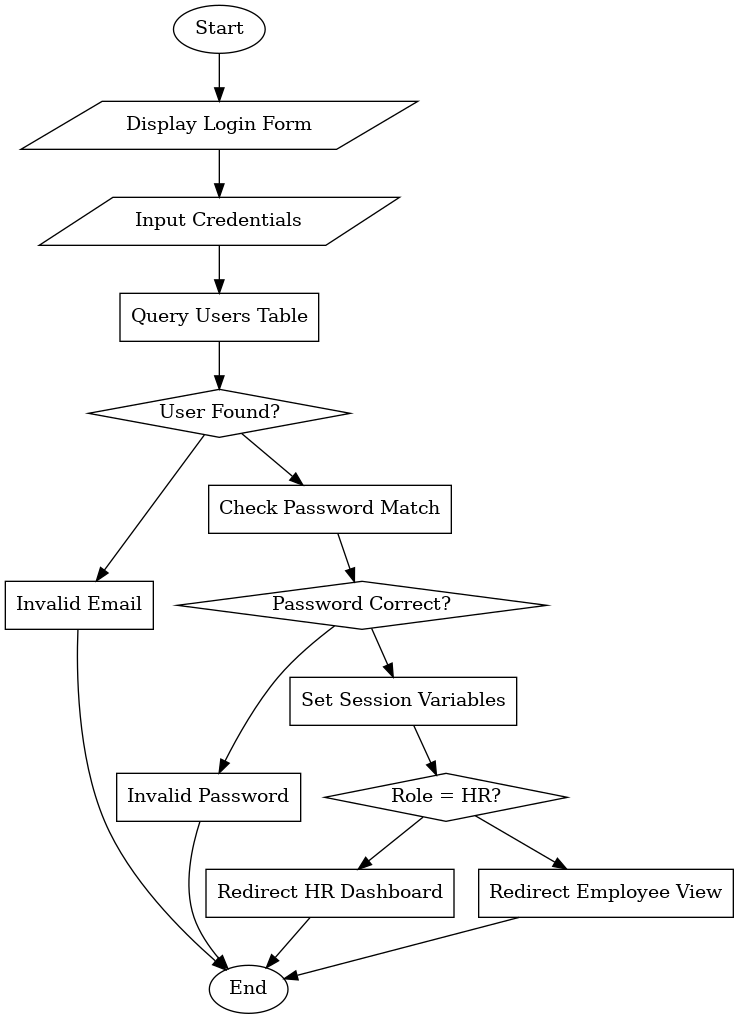 Start
Display Login Form
Input Credentials
Query Users Table
User Found?
Check Password Match
Invalid Email
Password Correct?
Set Session Variables
Invalid Password
Role = HR?
Redirect HR Dashboard
Redirect Employee View
End